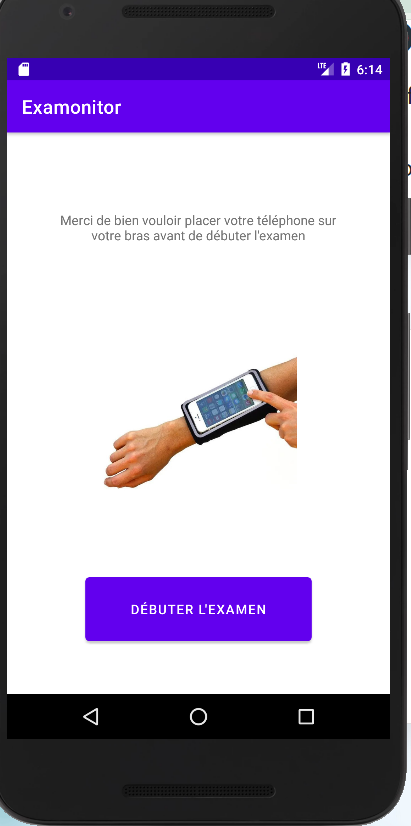 LTE 6:14
Examonitor
Merci de bien vouloir placer votre téléphone sur
votre bras avant de débuter l'examen
DÉBUTER L'EXAMEN